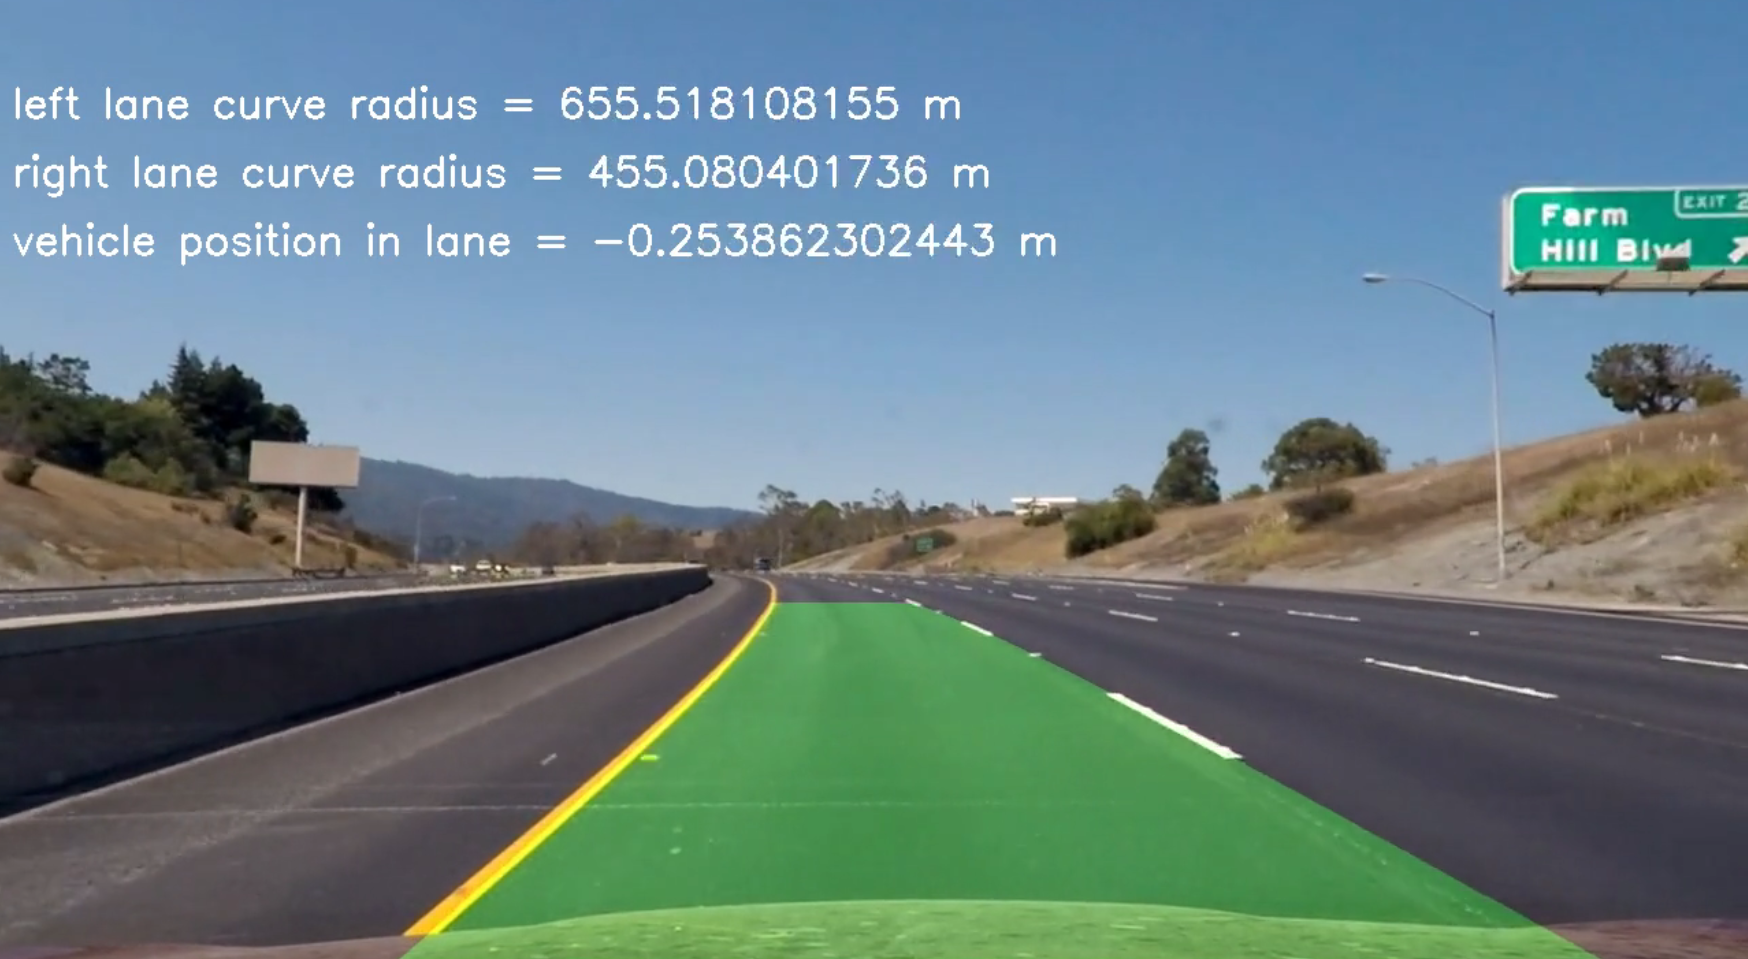 left lane curve radius = 655.518108155 m
right lane curve radius = 455.080401736 m
vehicle position in lane = -0.253862302443 m
EXIT 2
Farm
Hill Blvd